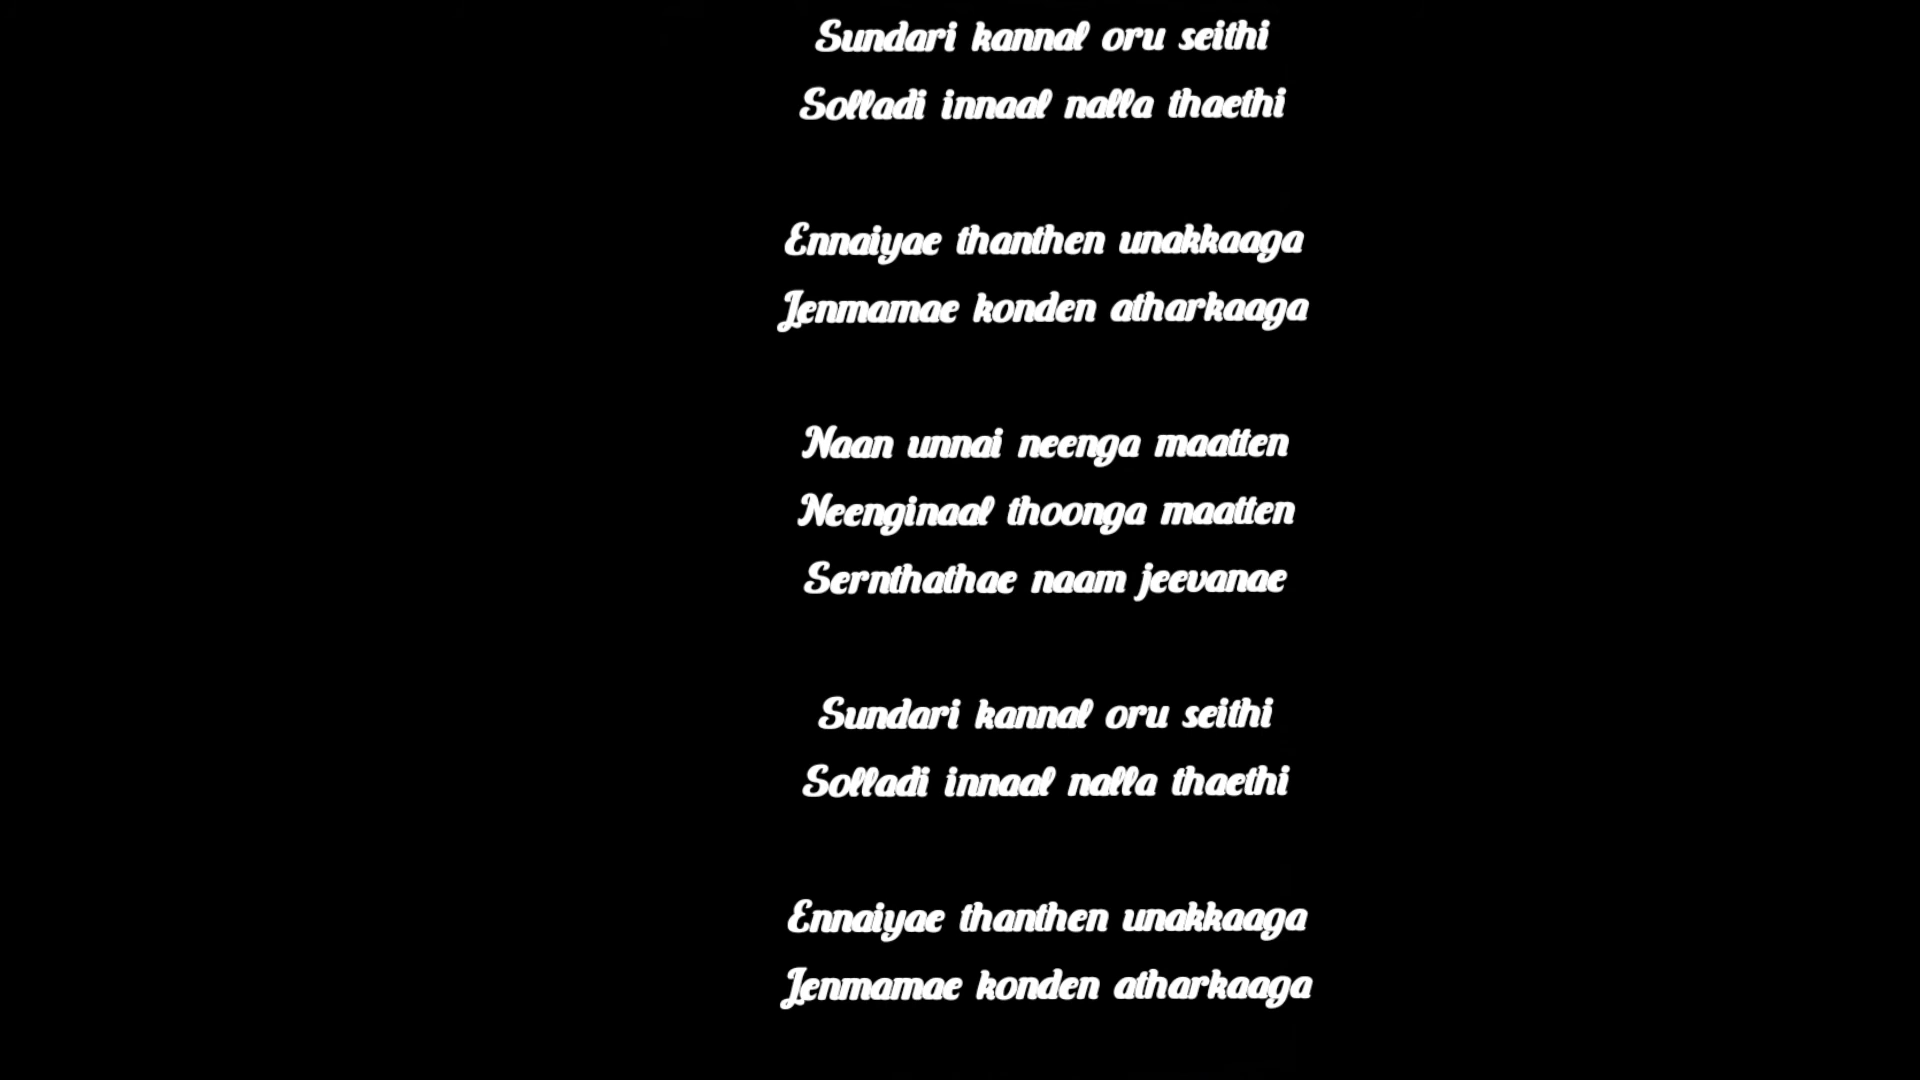 Sundari kannal oru seithi
Solladi innaal nalla thaethi
Ennaiyae thanthen unakkaaga
Jenmamae konden atharkaaga
Naan unnai neenga maatten
Neenginaal thoonga maatten
Sernthathae naam jeevanae
Sundari kannal oru seithi
Solladi innaal nalla thaethi
Ennaiyae thanthen unakkaaga
Jenmamae konden atharkaaga